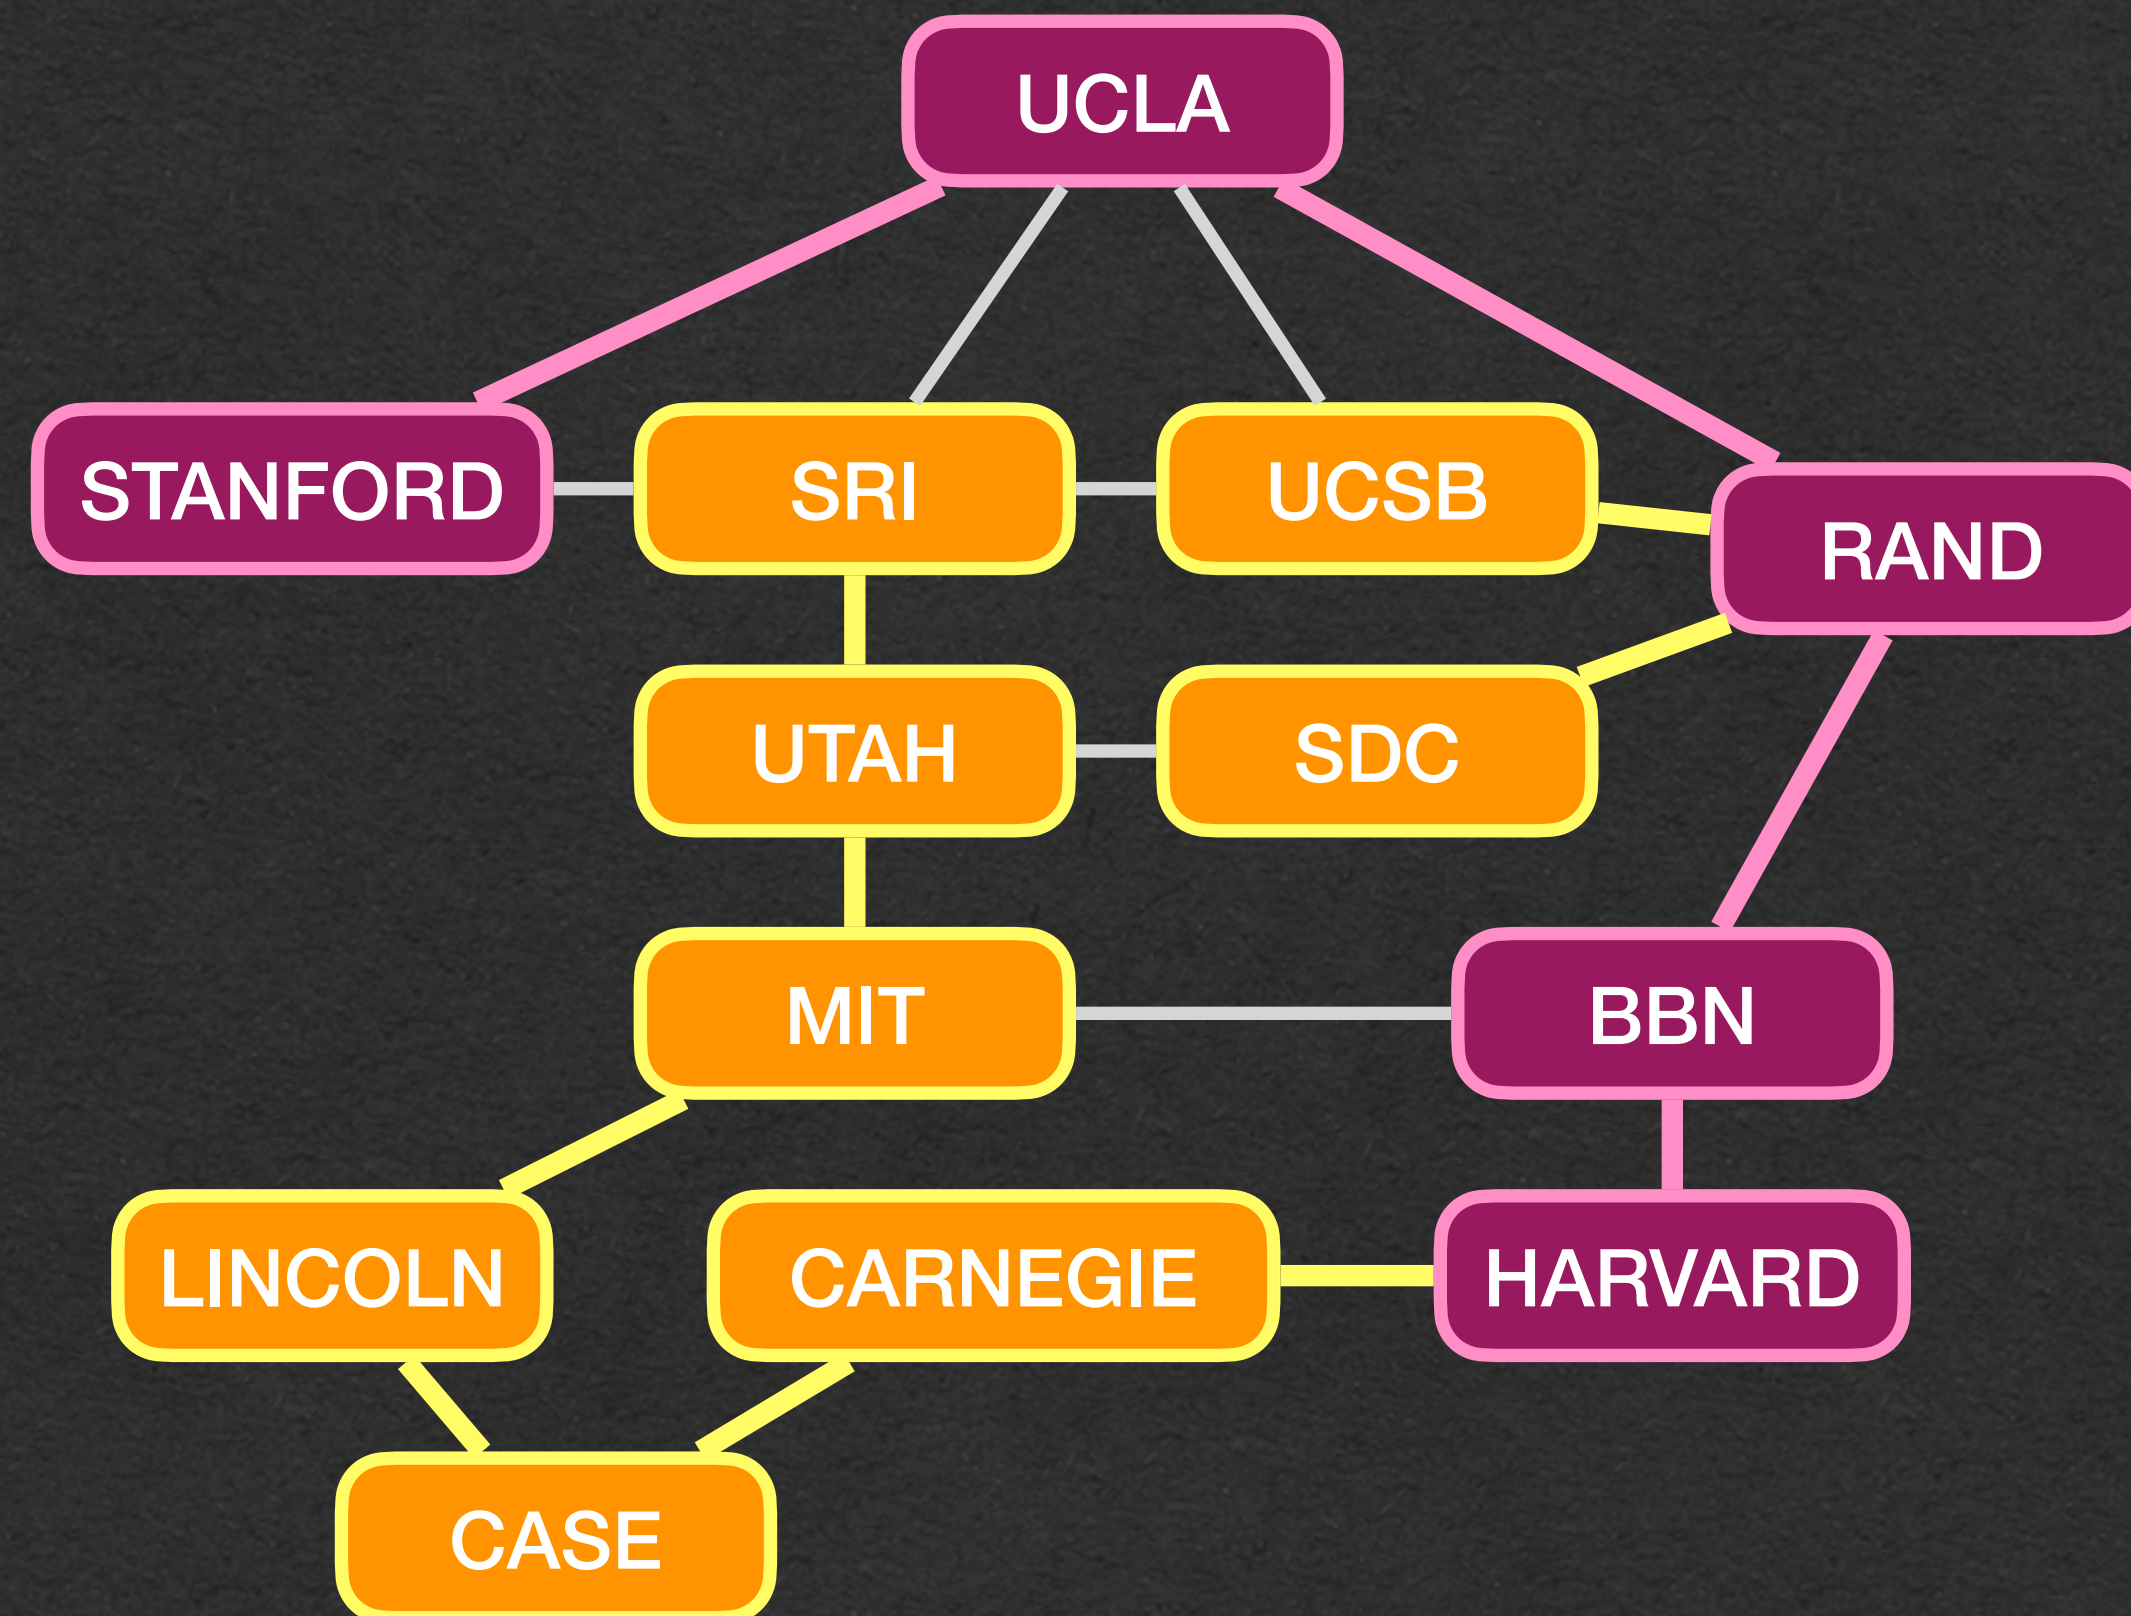 UCLA
STANFORD
SRI
UCSB
RAND
UTAH
SDC
MIT
BBN
LINCOLN
CARNEGIE
HARVARD
CASE